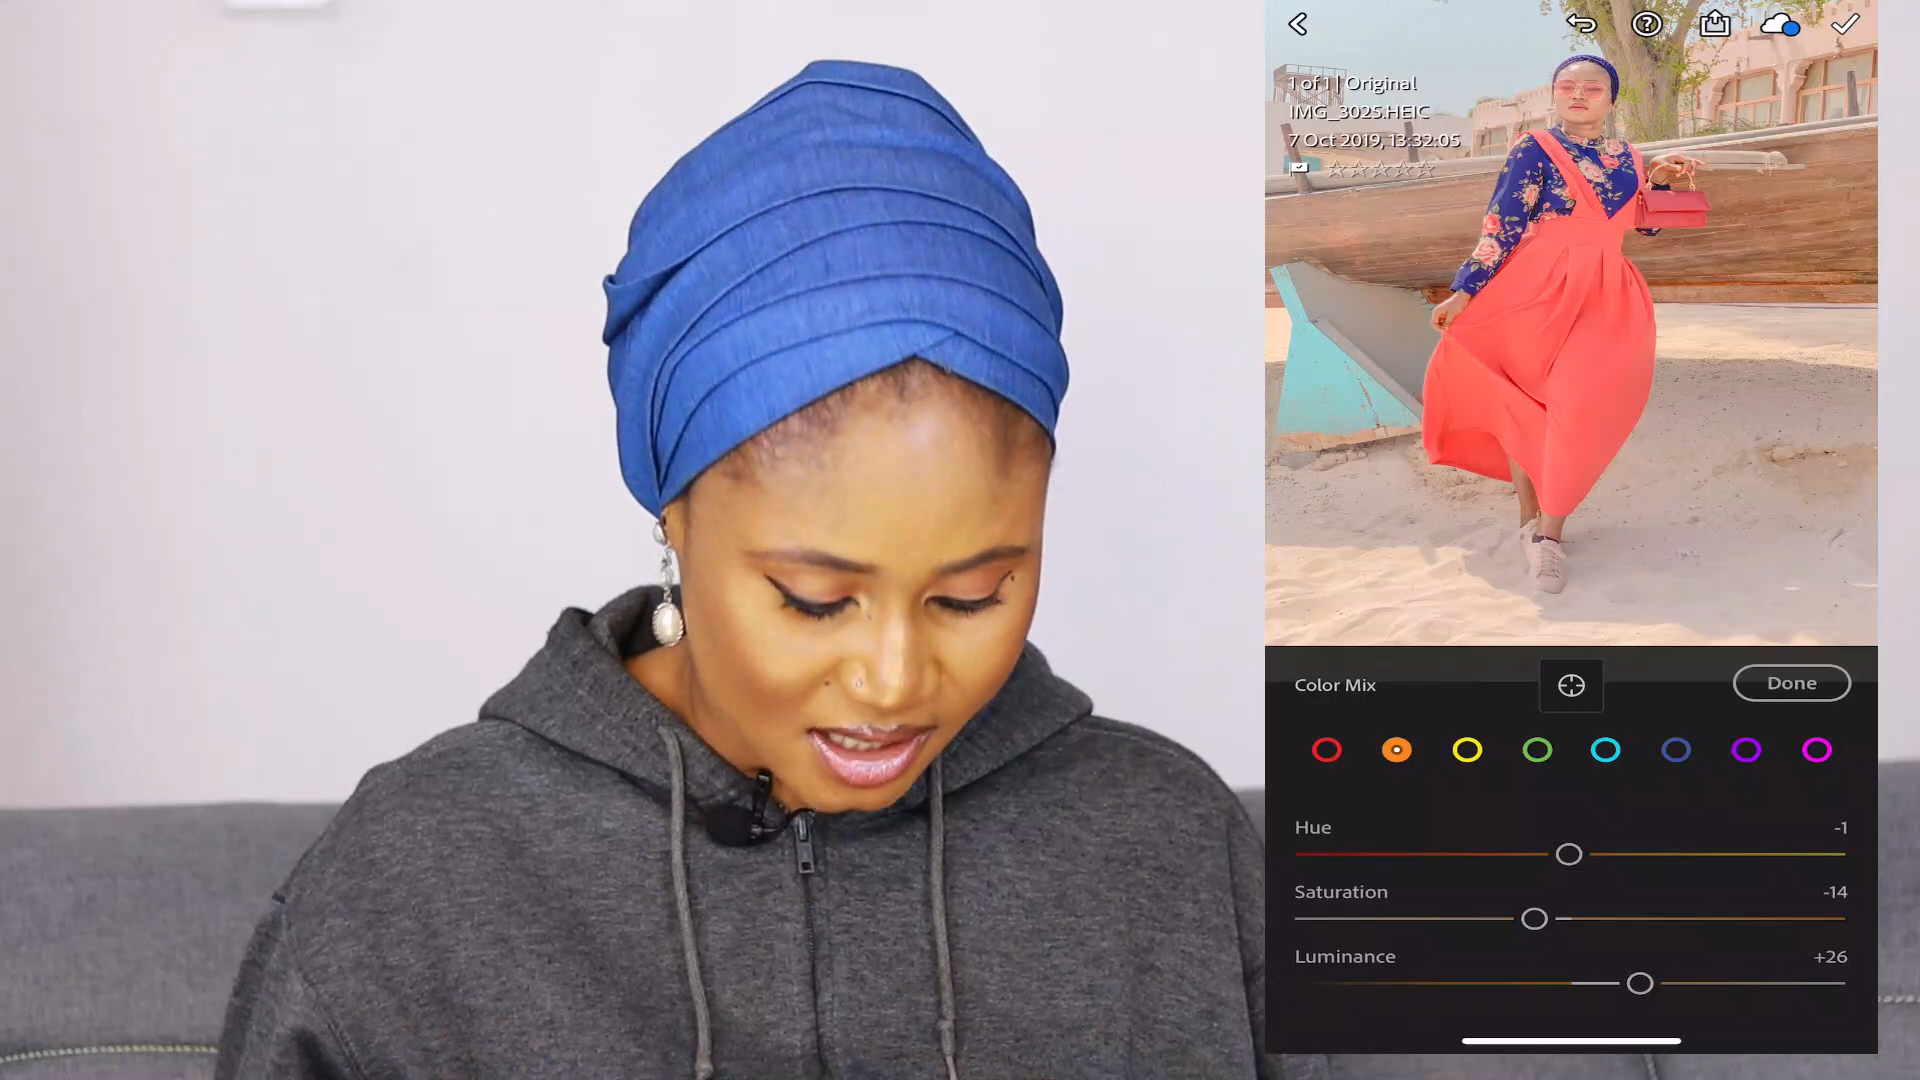 1 of 1 | Original
IMG_3025.HEIC
7 Oct 2019, 13:32:05
Color Mix
Done
Hue
-1
Saturation
-14
Luminance
+26